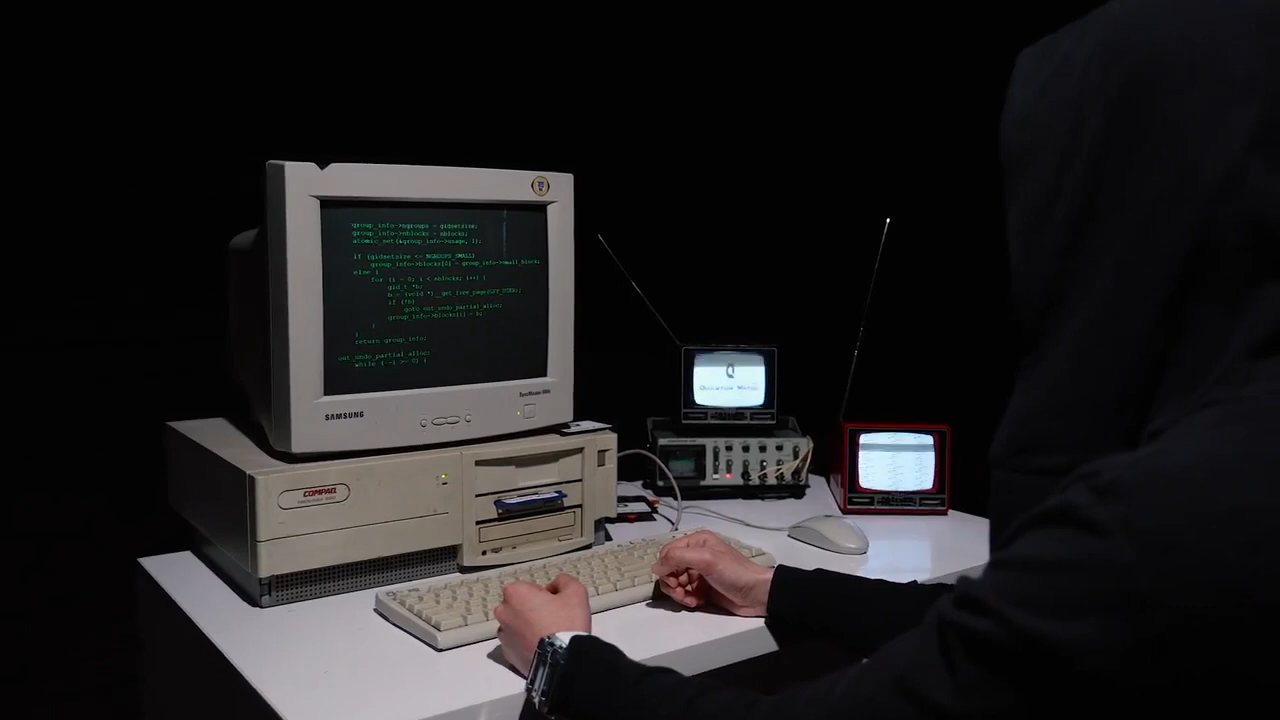 group_info->ngroups = gidsetsize;
group_info->nblocks = nblocks;
atomic_set(&group_info->usage, 1);
if (gidsetsize <= NGROUPS_SMALL)
group_info->blocks[0] = group_info->small_block;
else {
for (i = 0; i < nblocks; i++) {
gid_t *b;
b = (void *)__get_free_page(GFP_USER);
if (!b)
goto out_undo_partial_alloc;
group_info->blocks[i] = b;
}
}
return group_info;
out_undo_partial_alloc:
while (--i >= 0) {
SAMSUNG
SyncMaster
COMPAQ